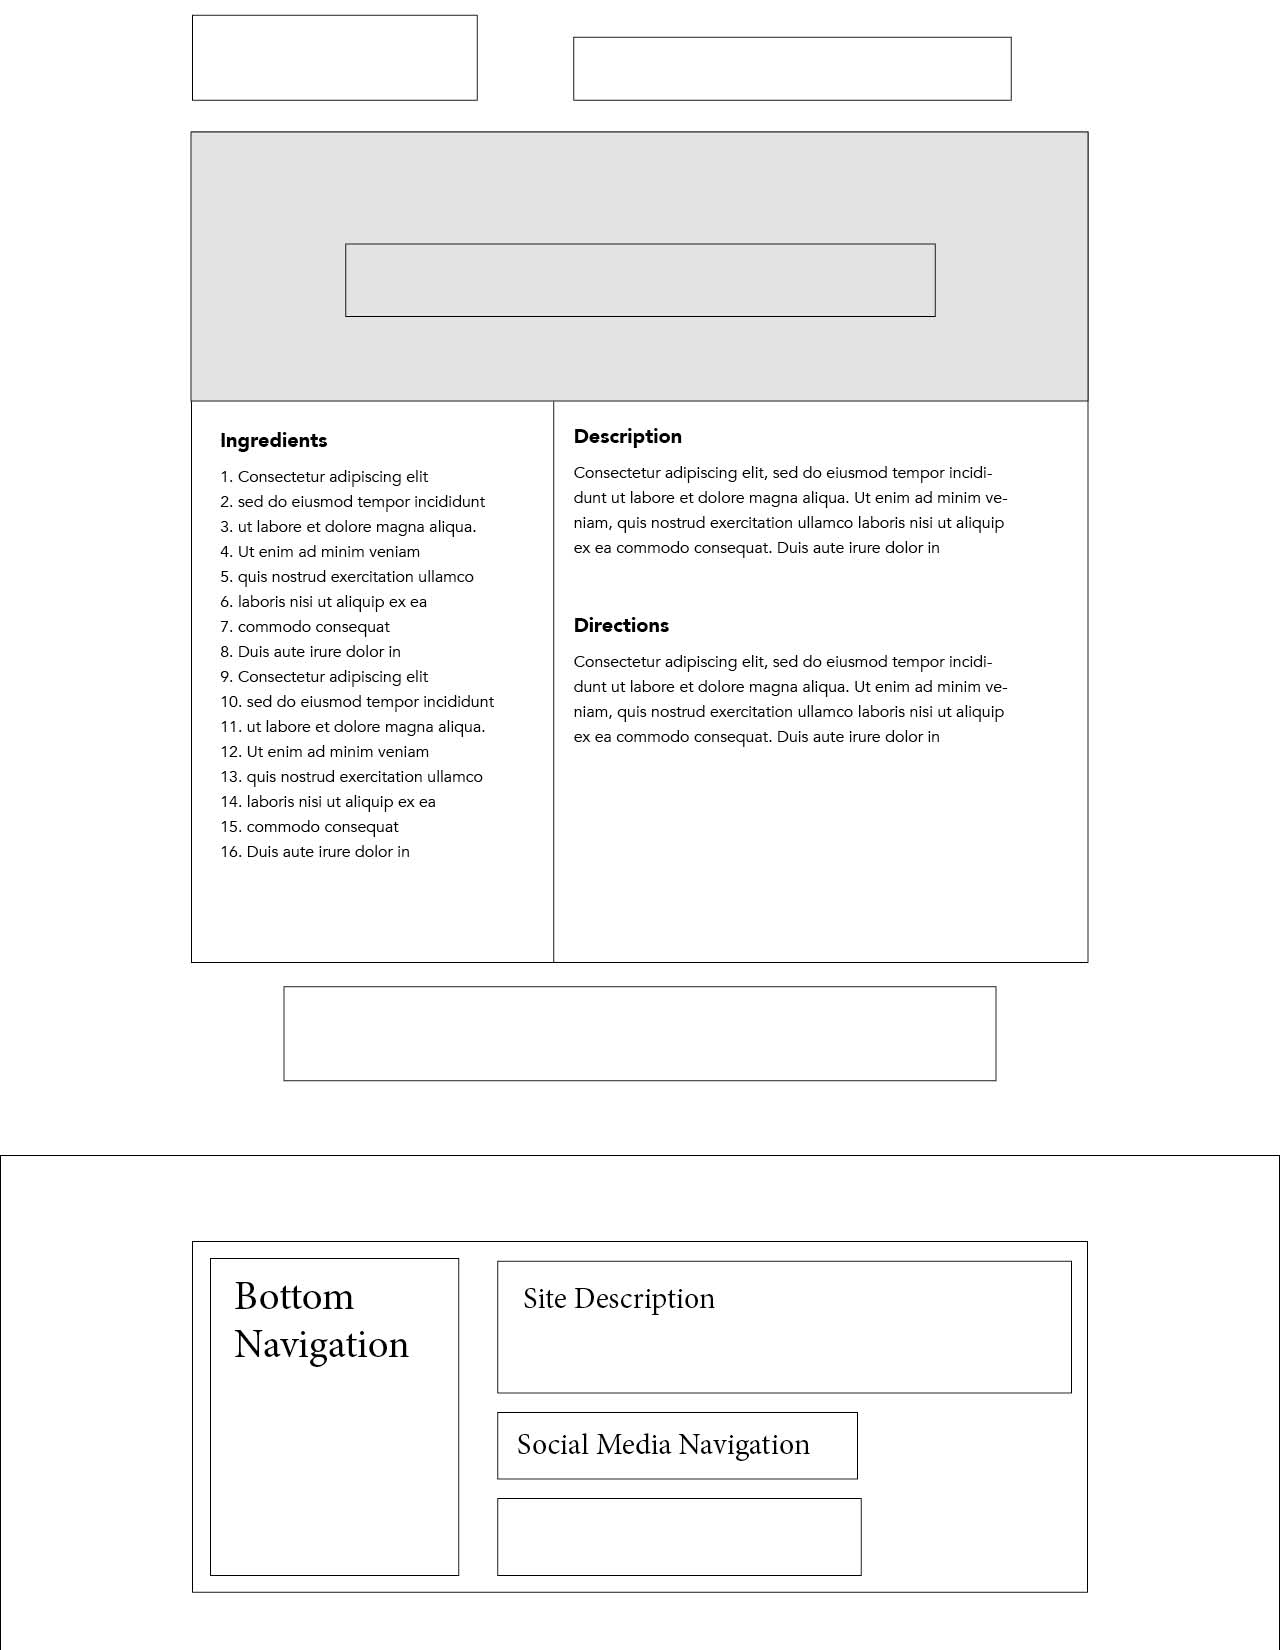 Ingredients
1. Consectetur adipiscing elit
2. sed do eiusmod tempor incididunt
3. ut labore et dolore magna aliqua.
4. Ut enim ad minim veniam
5. quis nostrud exercitation ullamco
6. laboris nisi ut aliquip ex ea
7. commodo consequat
8. Duis aute irure dolor in
9. Consectetur adipiscing elit
10. sed do eiusmod tempor incididunt
11. ut labore et dolore magna aliqua.
12. Ut enim ad minim veniam
13. quis nostrud exercitation ullamco
14. laboris nisi ut aliquip ex ea
15. commodo consequat
16. Duis aute irure dolor in
Description
Consectetur adipiscing elit, sed do eiusmod tempor incidi-
dunt ut labore et dolore magna aliqua. Ut enim ad minim ve-
niam, quis nostrud exercitation ullamco laboris nisi ut aliquip
ex ea commodo consequat. Duis aute irure dolor in
Directions
Consectetur adipiscing elit, sed do eiusmod tempor incidi-
dunt ut labore et dolore magna aliqua. Ut enim ad minim ve-
niam, quis nostrud exercitation ullamco laboris nisi ut aliquip
ex ea commodo consequat. Duis aute irure dolor in
Bottom
Navigation
Site Description
Social Media Navigation